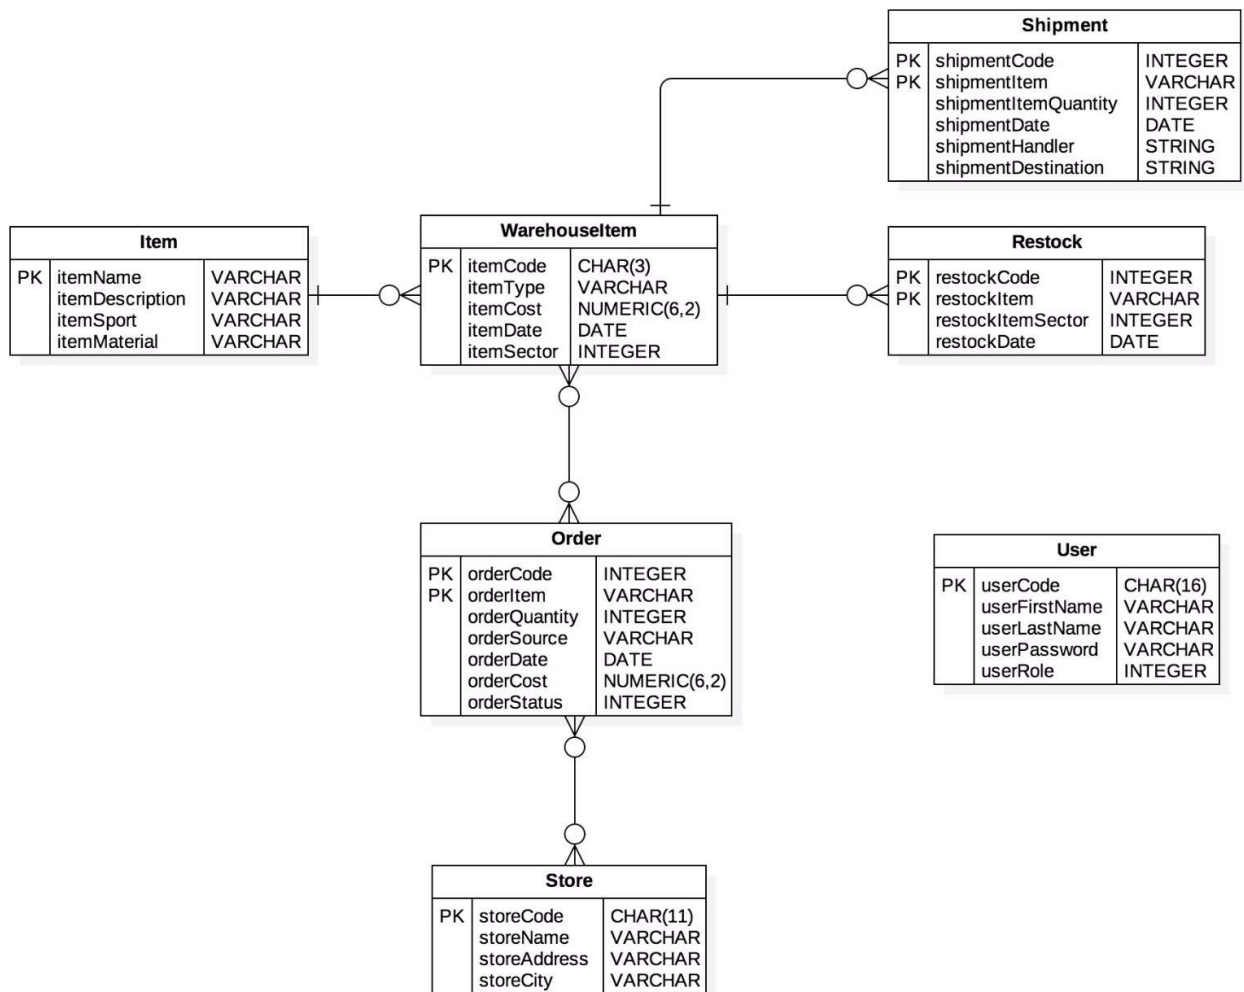 Shipment
PK shipmentCode INTEGER
PK shipmentItem VARCHAR
shipmentItemQuantity INTEGER
shipmentDate DATE
shipmentHandler STRING
shipmentDestination STRING
Item
PK itemName VARCHAR
itemDescription VARCHAR
itemSport VARCHAR
itemMaterial VARCHAR
WarehouseItem
PK itemCode CHAR(3)
itemType VARCHAR
itemCost NUMERIC(6,2)
itemDate DATE
itemSector INTEGER
Restock
PK restockCode INTEGER
PK restockItem VARCHAR
restockItemSector INTEGER
restockDate DATE
Order
PK orderCode INTEGER
PK orderItem VARCHAR
orderQuantity INTEGER
orderSource VARCHAR
orderDate DATE
orderCost NUMERIC(6,2)
orderStatus INTEGER
User
PK userCode CHAR(16)
userFirstName VARCHAR
userLastName VARCHAR
userPassword VARCHAR
userRole INTEGER
Store
PK storeCode CHAR(11)
storeName VARCHAR
storeAddress VARCHAR
storeCity VARCHAR